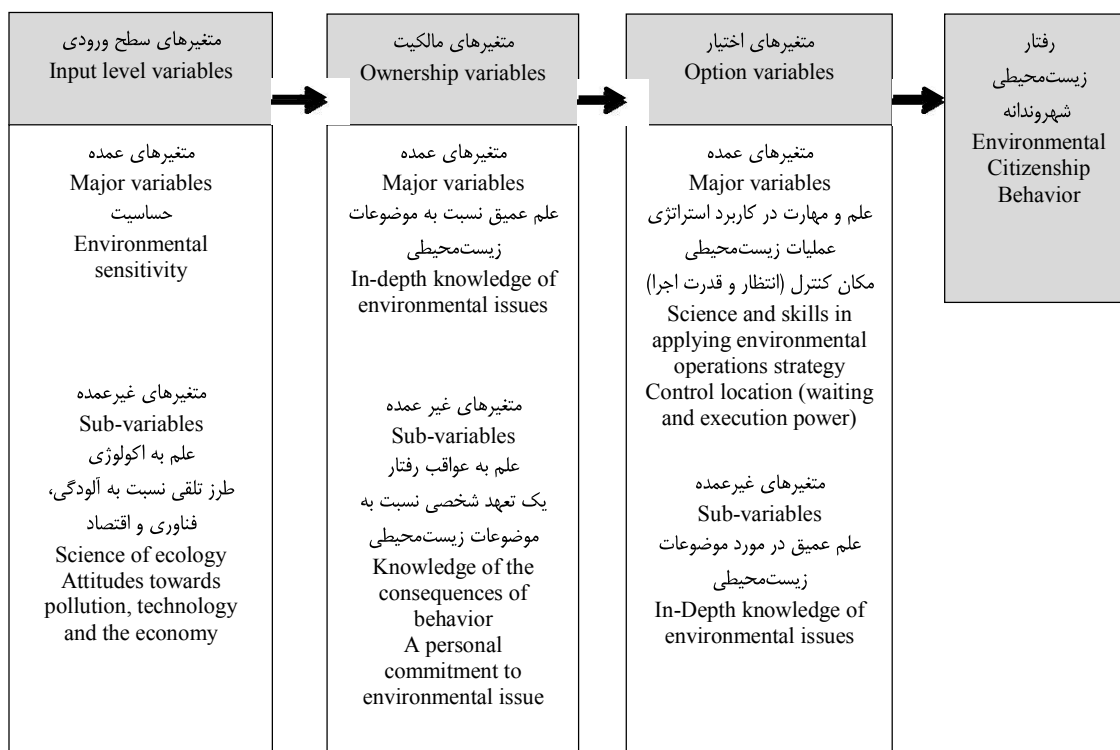 متغیرهای سطح ورودی
Input level variables
متغیرهای عمده
Major variables
حساسیت
Environmental
sensitivity
متغیرهای غیرعمده
Sub-variables
علم به اکولوژی
طرز تلقی نسبت به آلودگی،
فناوری و اقتصاد
Science of ecology
Attitudes towards
pollution, technology
and the economy
متغیرهای مالکیت
Ownership variables
متغیرهای عمده
Major variables
علم عمیق نسبت به موضوعات
زیست‌محیطی
In-depth knowledge of
environmental issues
متغیرهای غیر عمده
Sub-variables
علم به عواقب رفتار
یک تعهد شخصی نسبت به
موضوعات زیست‌محیطی
Knowledge of the
consequences of
behavior
A personal
commitment to
environmental issue
متغیرهای اختیار
Option variables
متغیرهای عمده
Major variables
علم و مهارت در کاربرد استراتژی
عملیات زیست‌محیطی
مکان کنترل (انتظار و قدرت اجرا)
Science and skills in
applying environmental
operations strategy
Control location (waiting
and execution power)
متغیرهای غیرعمده
Sub-variables
علم عمیق در مورد موضوعات
زیست‌محیطی
In-Depth knowledge of
environmental issues
رفتار
زیست‌محیطی
شهروندانه
Environmental
Citizenship
Behavior